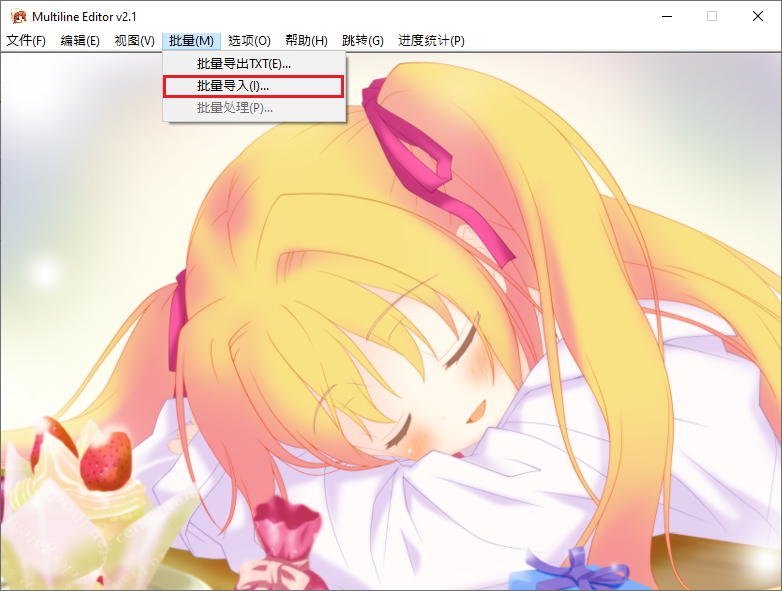 Multiline Editor v2.1
文件(F) 编辑(E) 视图(V) 批量(M) 选项(O) 帮助(H) 跳转(G) 进度统计(P)
批量导出TXT(E)...
批量导入(I)...
批量处理(P)...